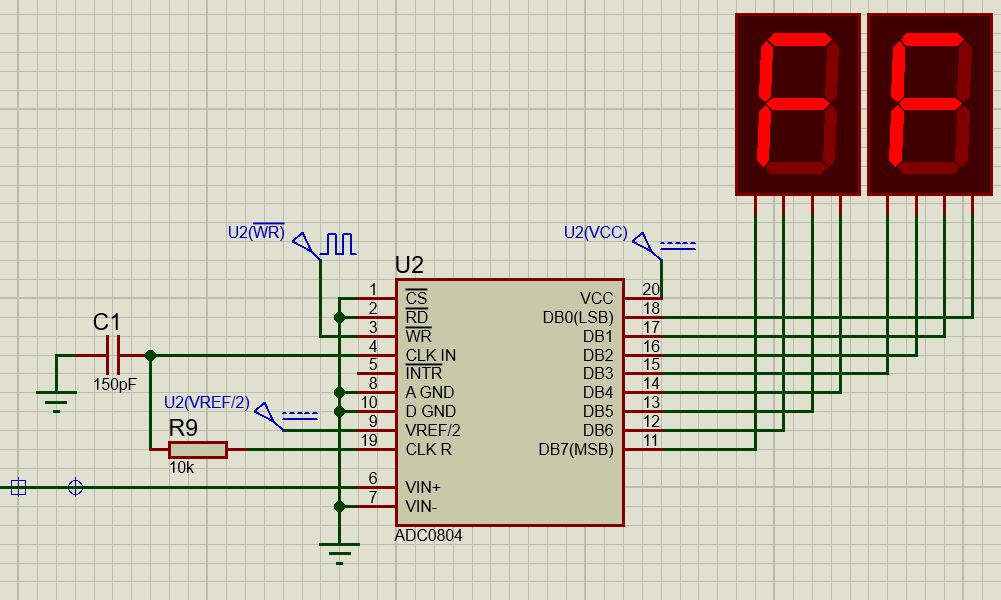 FF
U2(WR)
U2(VCC)
U2
1 CS
2 RD
3 WR
4 CLK IN
5 INTR
8 A GND
10 D GND
9 VREF/2
19 CLK R
6 VIN+
7 VIN-
VCC 20
DB0(LSB) 18
DB1 17
DB2 16
DB3 15
DB4 14
DB5 13
DB6 12
DB7(MSB) 11
ADC0804
C1
150pF
U2(VREF/2)
R9
10k